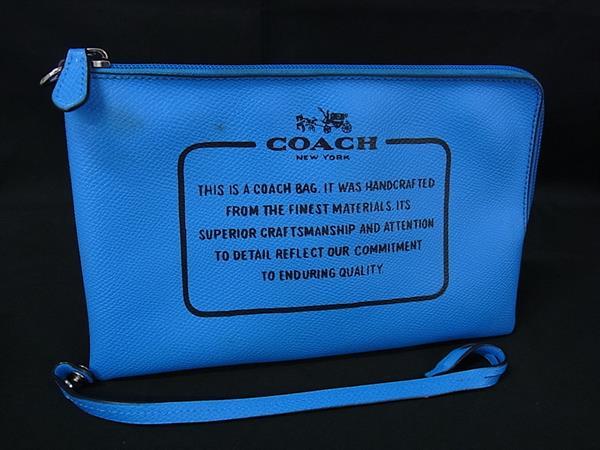 COACH
NEW YORK
THIS IS A COACH BAG. IT WAS HANDCRAFTED
FROM THE FINEST MATERIALS. ITS
SUPERIOR CRAFTSMANSHIP AND ATTENTION
TO DETAIL REFLECT OUR COMMITMENT
TO ENDURING QUALITY.